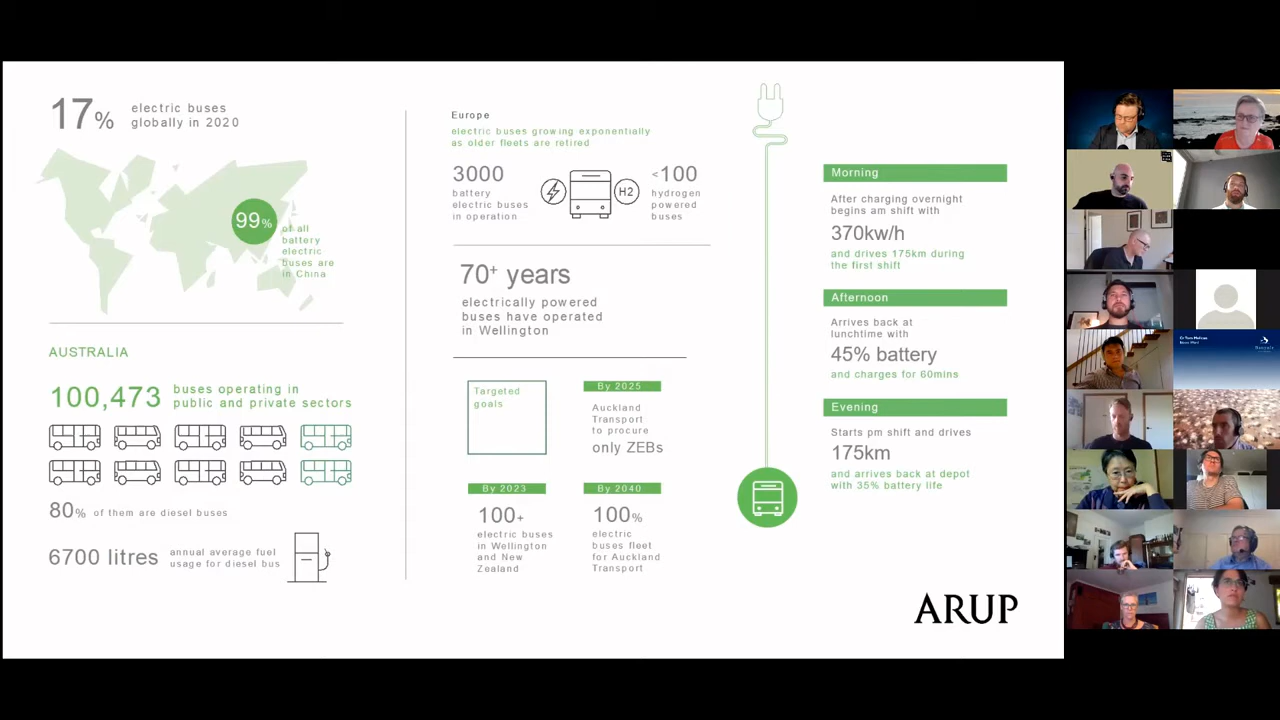 17%
electric buses
globally in 2020
99%
of all
battery
electric
buses are
in China
AUSTRALIA
100,473
buses operating in
public and private sectors
80% of them are diesel buses
6700 litres
annual average fuel
usage for diesel bus
Europe
electric buses growing exponentially
as older fleets are retired
3000
battery
electric buses
in operation
H2
<100
hydrogen
powered
buses
70+ years
electrically powered
buses have operated
in Wellington
Targeted
goals
By 2025
Auckland
Transport
to procure
only ZEBs
By 2023
100+
electric buses
in Wellington
and New
Zealand
By 2040
100%
electric
buses fleet
for Auckland
Transport
Morning
After charging overnight
begins am shift with
370kw/h
and drives 175km during
the first shift
Afternoon
Arrives back at
lunchtime with
45% battery
and charges for 60mins
Evening
Starts pm shift and drives
175km
and arrives back at depot
with 35% battery life
ARUP